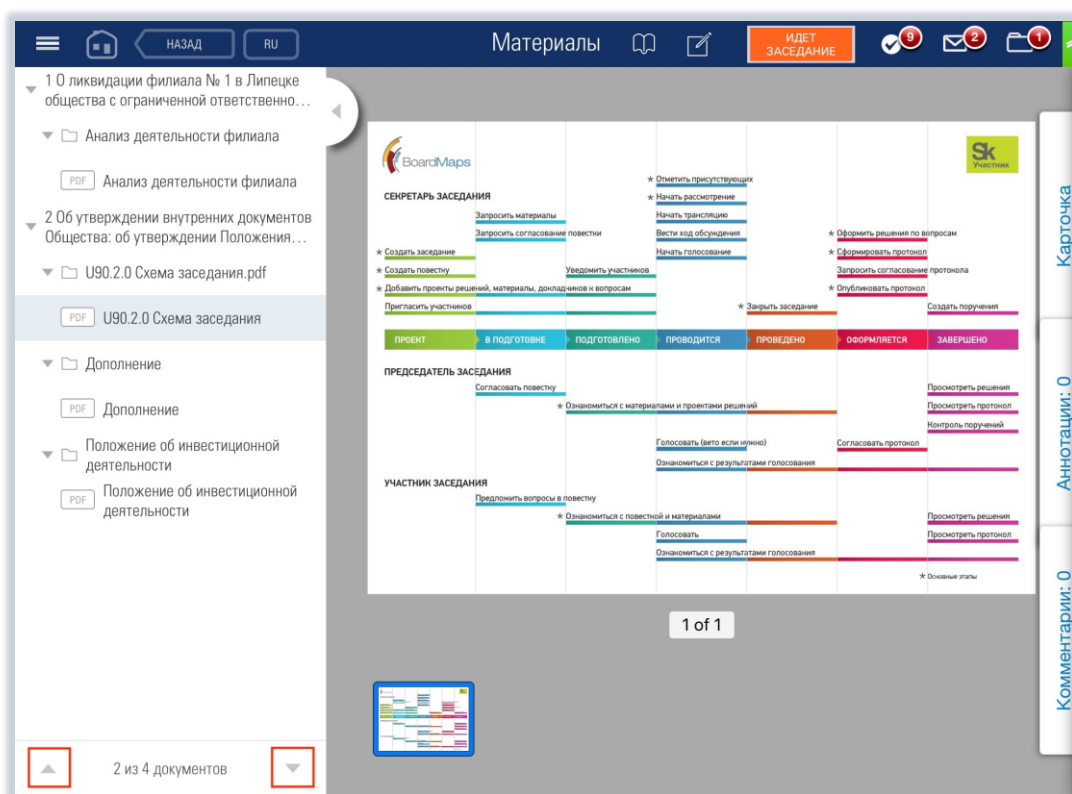 НАЗАД
RU
Материалы
ИДЕТ
ЗАСЕДАНИЕ
9
2
1
1 О ликвидации филиала № 1 в Липецке
общества с ограниченной ответственно...
Анализ деятельности филиала
PDF Анализ деятельности филиала
2 Об утверждении внутренних документов
Общества: об утверждении Положения...
U90.2.0 Схема заседания.pdf
PDF U90.2.0 Схема заседания
Дополнение
PDF Дополнение
Положение об инвестиционной
деятельности
PDF Положение об инвестиционной
деятельности
2 из 4 документов
BoardMaps
Sk
Участник
СЕКРЕТАРЬ ЗАСЕДАНИЯ
* Отметить присутствующих
* Начать рассмотрение
Запросить материалы
Начать трансляцию
Запросить согласование повестки
Вести ход обсуждения
* Оформить решения по вопросам
* Создать заседание
Начать голосование
* Сформировать протокол
* Создать повестку
Уведомить участников
Запросить согласование протокола
* Добавить проекты решений, материалы, докладчиков к вопросам
* Опубликовать протокол
Пригласить участников
* Закрыть заседание
Создать поручения
ПРОЕКТ
В ПОДГОТОВКЕ
ПОДГОТОВЛЕНО
ПРОВОДИТСЯ
ПРОВЕДЕНО
ОФОРМЛЯЕТСЯ
ЗАВЕРШЕНО
ПРЕДСЕДАТЕЛЬ ЗАСЕДАНИЯ
Согласовать повестку
Просмотреть решения
* Ознакомиться с материалами и проектами решений
Просмотреть протокол
Контроль поручений
Голосовать (вето если нужно)
Согласовать протокол
Ознакомиться с результатами голосования
УЧАСТНИК ЗАСЕДАНИЯ
Предложить вопросы в повестку
* Ознакомиться с повесткой и материалами
Просмотреть решения
Голосовать
Просмотреть протокол
Ознакомиться с результатами голосования
* Основные этапы
1 of 1
Карточка
Аннотации: 0
Комментарии: 0